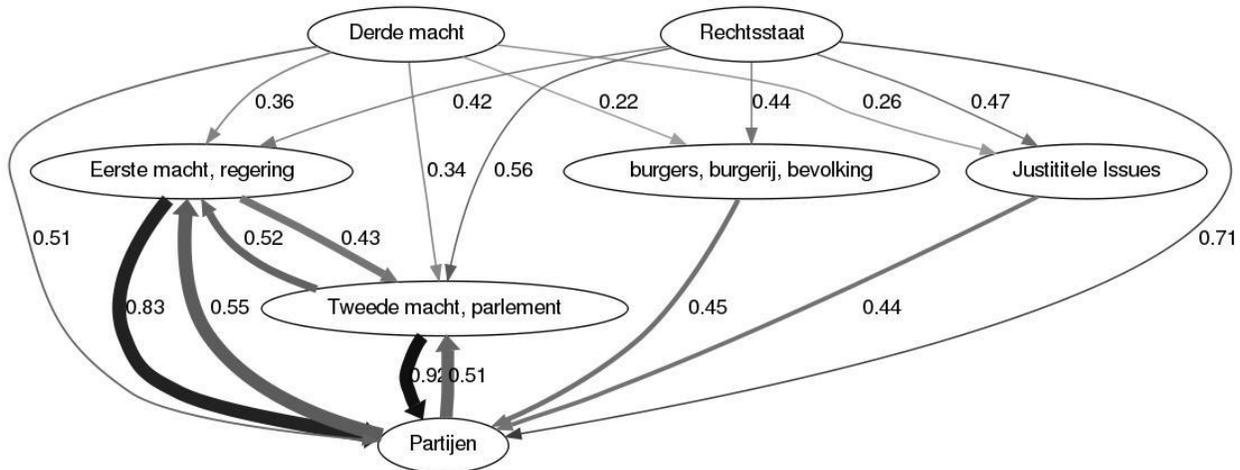 Derde macht
Rechtsstaat
0.36
0.42
0.22
0.44
0.26
0.47
Eerste macht, regering
burgers, burgerij, bevolking
Justititele Issues
0.34
0.56
0.51
0.52
0.43
0.71
0.83
0.55
Tweede macht, parlement
0.45
0.44
0.92
0.51
Partijen